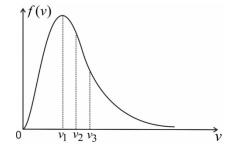 f(v)
0
v₁ v₂ v₃ v